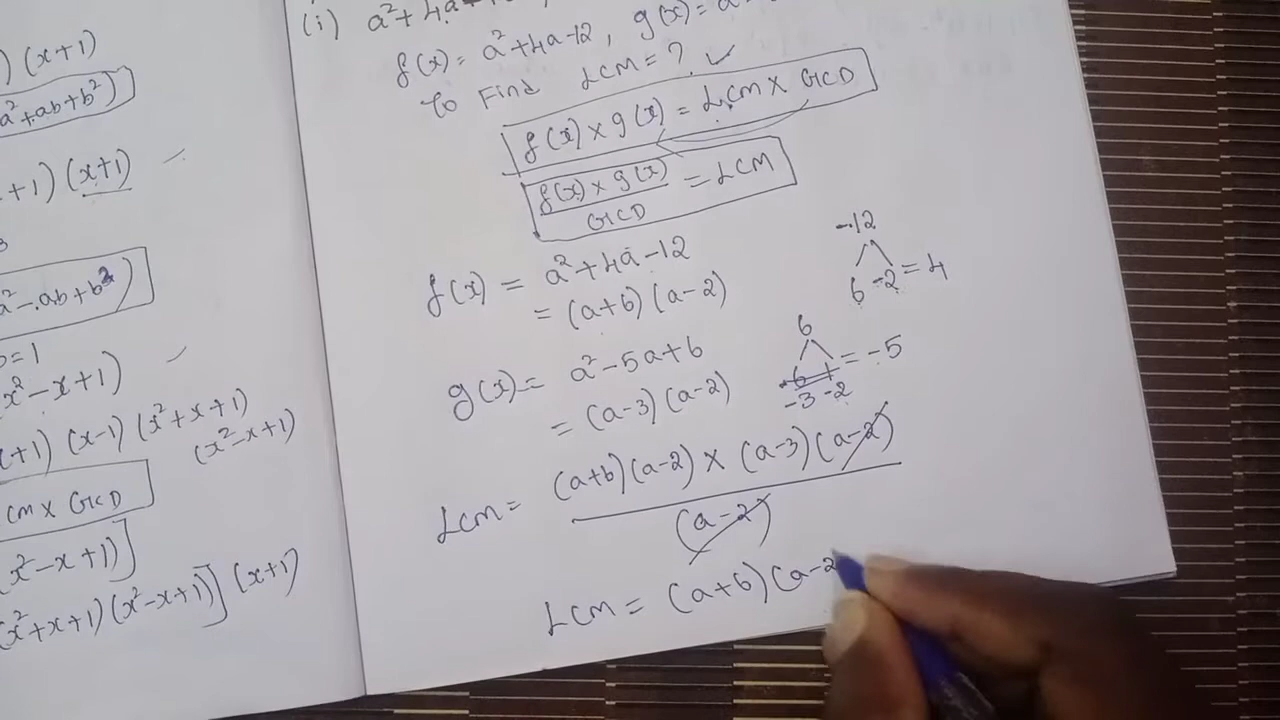 ) (x+1)
a²+ab+b²)
+1) (x+1)
3
a²-ab+b²)
b=1
x²-x+1)
(x+1) (x-1) (x²+x+1)
(x²-x+1)
cm x GCD
x²-x+1)]
(x²+x+1)(x²-x+1)] (x+1)
(i) a²+4a
f(x) = a²+4a-12, g(x) = a
To Find LCM = ? ✓
f(x) x g(x) = LCM x GCD
f(x) x g(x) = LCM
GCD
-12
f(x) = a²+4a-12
6 -2 = 4
= (a+6) (a-2)
6
g(x) = a²-5a+6
-6 1 = -5
-3 -2
= (a-3) (a-2)
LCM = (a+6) (a-2) x (a-3) (a-2)
(a-2)
LCM = (a+6) (a-2